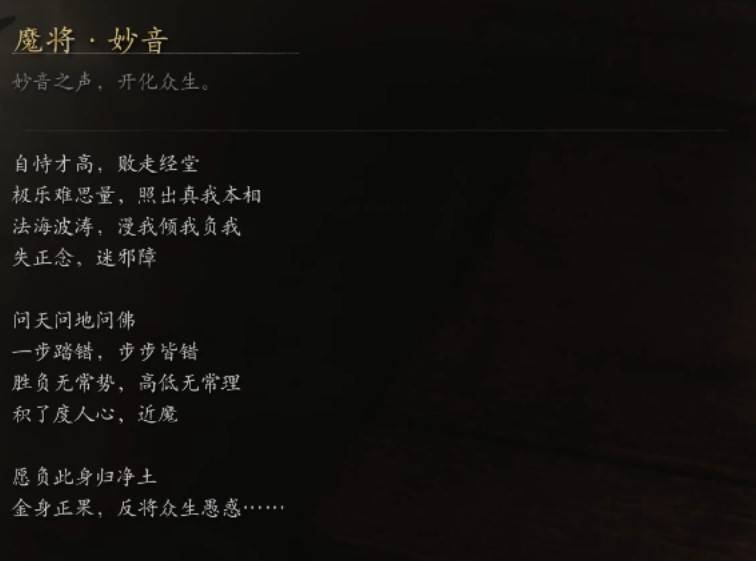 魔将·妙音
妙音之声，开化众生。
自恃才高，败走经堂
极乐难思量，照出真我本相
法海波涛，漫我倾我负我
失正念，迷邪障
问天问地问佛
一步踏错，步步皆错
胜负无常势，高低无常理
积了度人心，近魔
愿负此身归净土
金身正果，反将众生愚惑……